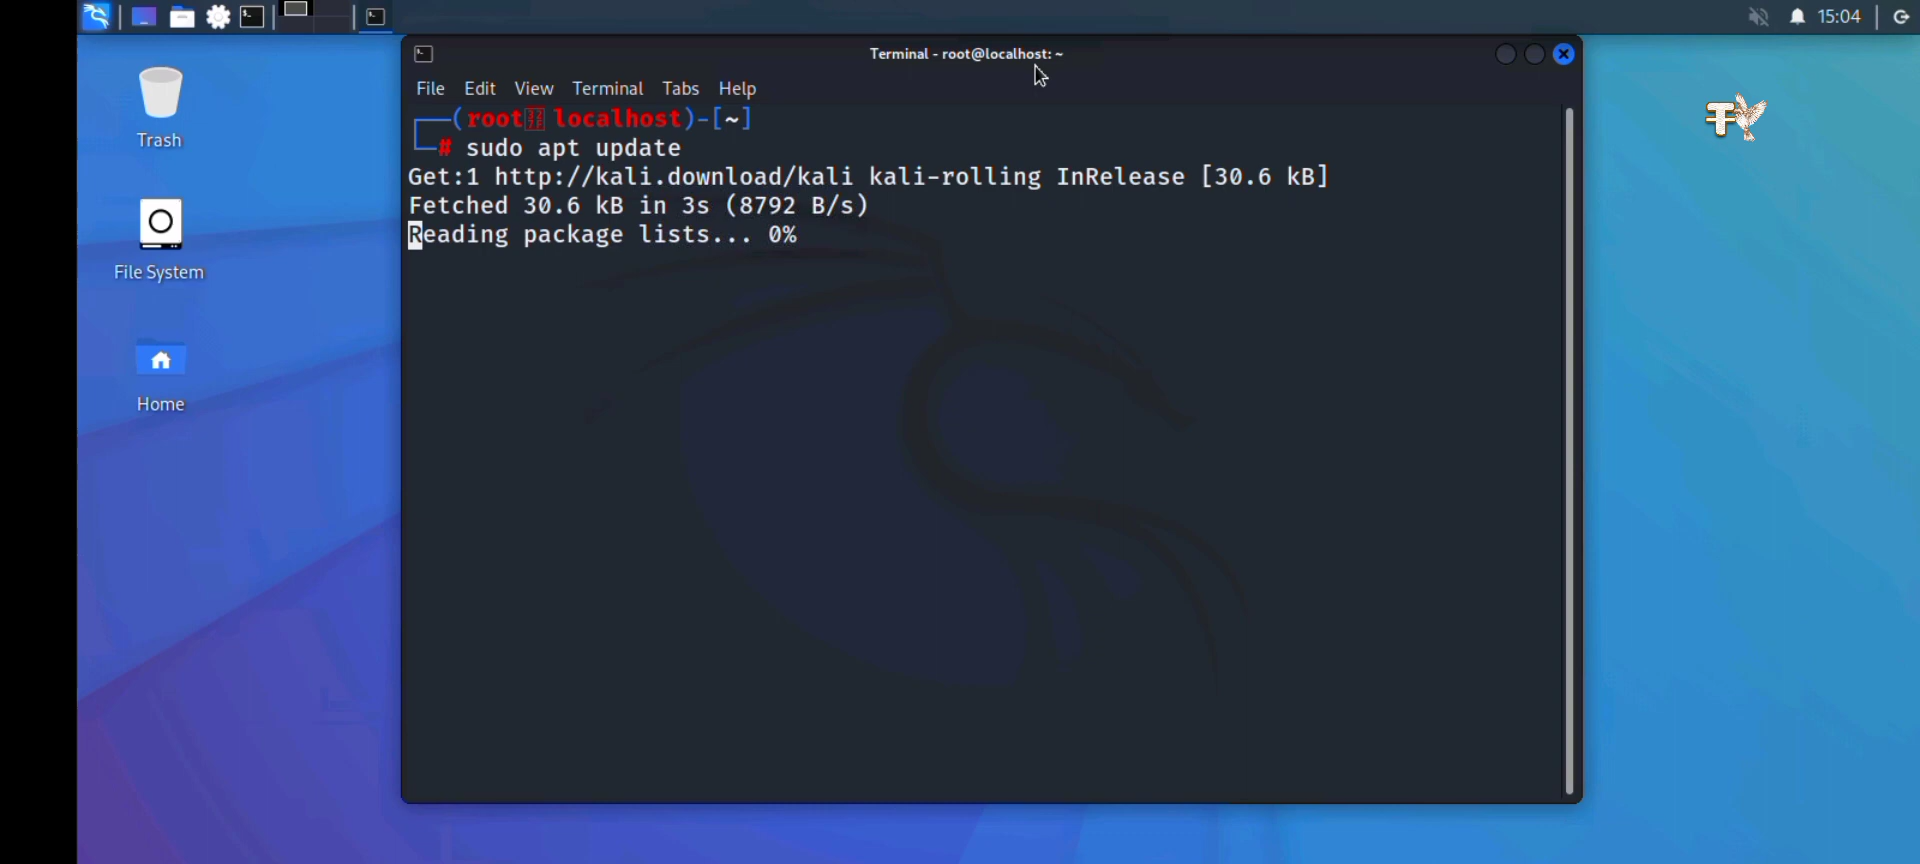 15:04
Terminal - root@localhost: ~
File Edit View Terminal Tabs Help
┌──(root localhost)-[~]
└─# sudo apt update
Get:1 http://kali.download/kali kali-rolling InRelease [30.6 kB]
Fetched 30.6 kB in 3s (8792 B/s)
Reading package lists... 0%
Trash
File System
Home